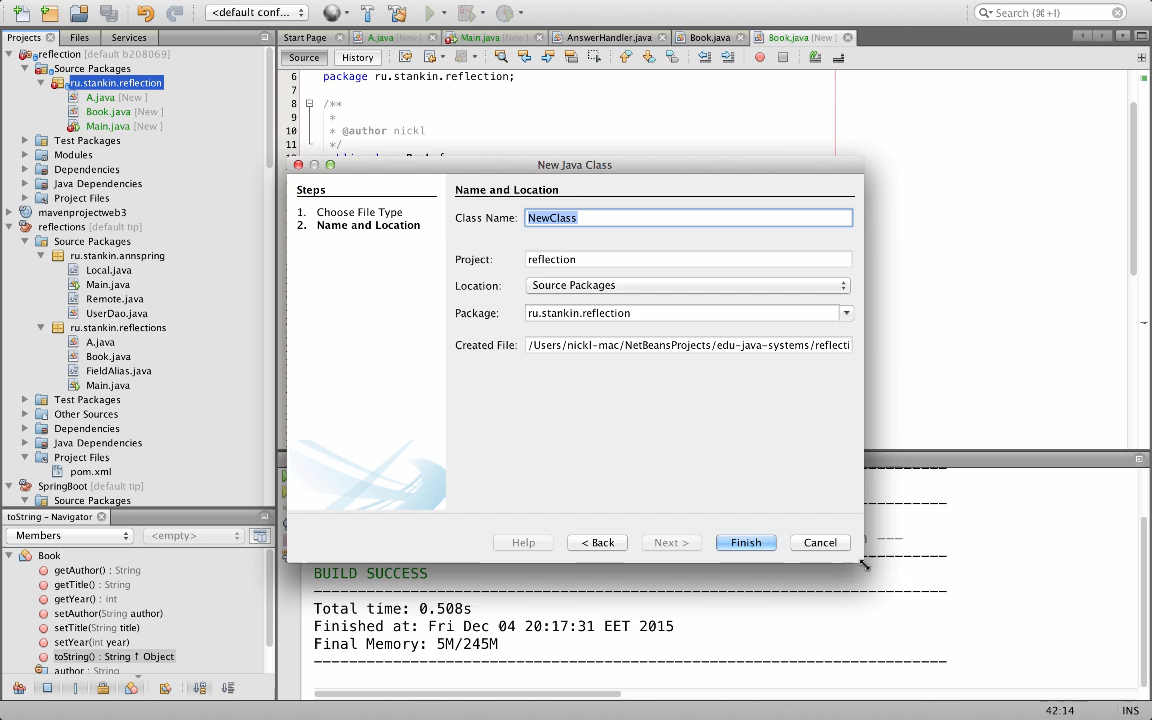 <default conf...
Search (⌘+I)
Projects
Files
Services
Start Page
A.java [New ]
Main.java [New ]
AnswerHandler.java
Book.java
Book.java [New ]
Source
History
reflection [default b208069]
Source Packages
ru.stankin.reflection
A.java [New ]
Book.java [New ]
Main.java [New ]
Test Packages
Modules
Dependencies
Java Dependencies
Project Files
mavenprojectweb3
reflections [default tip]
Source Packages
ru.stankin.annspring
Local.java
Main.java
Remote.java
UserDao.java
ru.stankin.reflections
A.java
Book.java
FieldAlias.java
Main.java
Test Packages
Other Sources
Dependencies
Java Dependencies
Project Files
pom.xml
SpringBoot [default tip]
Source Packages
6 package ru.stankin.reflection;
7
8 /**
9 *
10 * @author nickl
11 */
New Java Class
Steps
1. Choose File Type
2. Name and Location
Name and Location
Class Name: NewClass
Project: reflection
Location: Source Packages
Package: ru.stankin.reflection
Created File: /Users/nickl-mac/NetBeansProjects/edu-java-systems/reflecti
Help
< Back
Next >
Finish
Cancel
toString - Navigator
Members
<empty>
Book
getAuthor() : String
getTitle() : String
getYear() : int
setAuthor(String author)
setTitle(String title)
setYear(int year)
toString() : String ↑ Object
author : String
BUILD SUCCESS
------------------------------------------------------------------------
Total time: 0.508s
Finished at: Fri Dec 04 20:17:31 EET 2015
Final Memory: 5M/245M
------------------------------------------------------------------------
42:14
INS